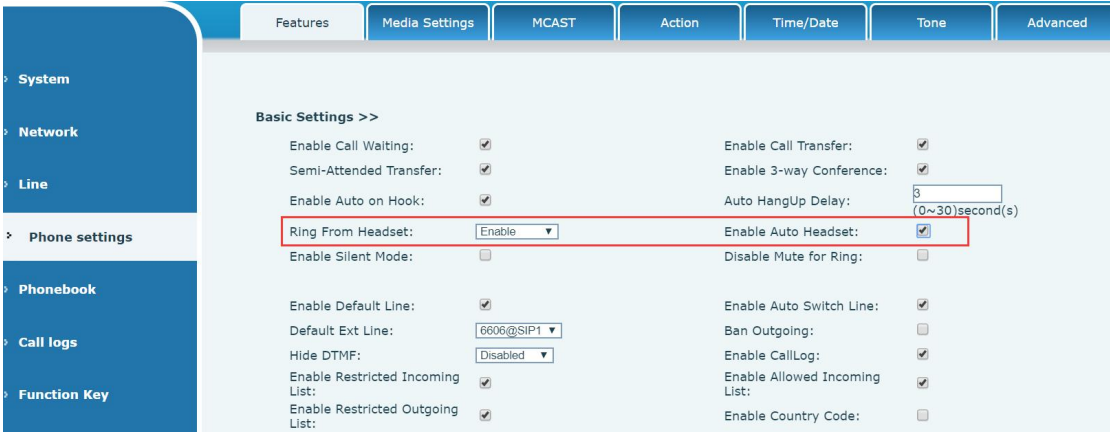 Features
Media Settings
MCAST
Action
Time/Date
Tone
Advanced
System
Network
Line
Phone settings
Phonebook
Call logs
Function Key
Basic Settings >>
Enable Call Waiting:
Enable Call Transfer:
Semi-Attended Transfer:
Enable 3-way Conference:
Enable Auto on Hook:
Auto HangUp Delay:
3
(0~30)second(s)
Ring From Headset:
Enable
Enable Auto Headset:
Enable Silent Mode:
Disable Mute for Ring:
Enable Default Line:
Enable Auto Switch Line:
Default Ext Line:
6606@SIP1
Ban Outgoing:
Hide DTMF:
Disabled
Enable CallLog:
Enable Restricted Incoming
List:
Enable Allowed Incoming
List:
Enable Restricted Outgoing
List:
Enable Country Code: